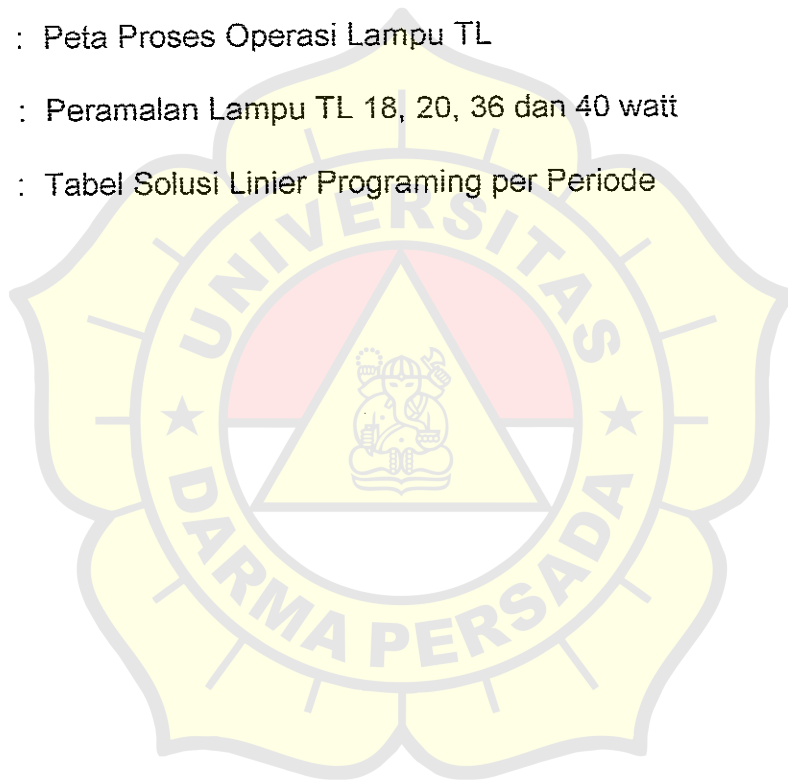 : Peta Proses Operasi Lampu TL
: Peramalan Lampu TL 18, 20, 36 dan 40 watt
: Tabel Solusi Linier Programing per Periode
UNIVERSITAS
DARMA PERSADA